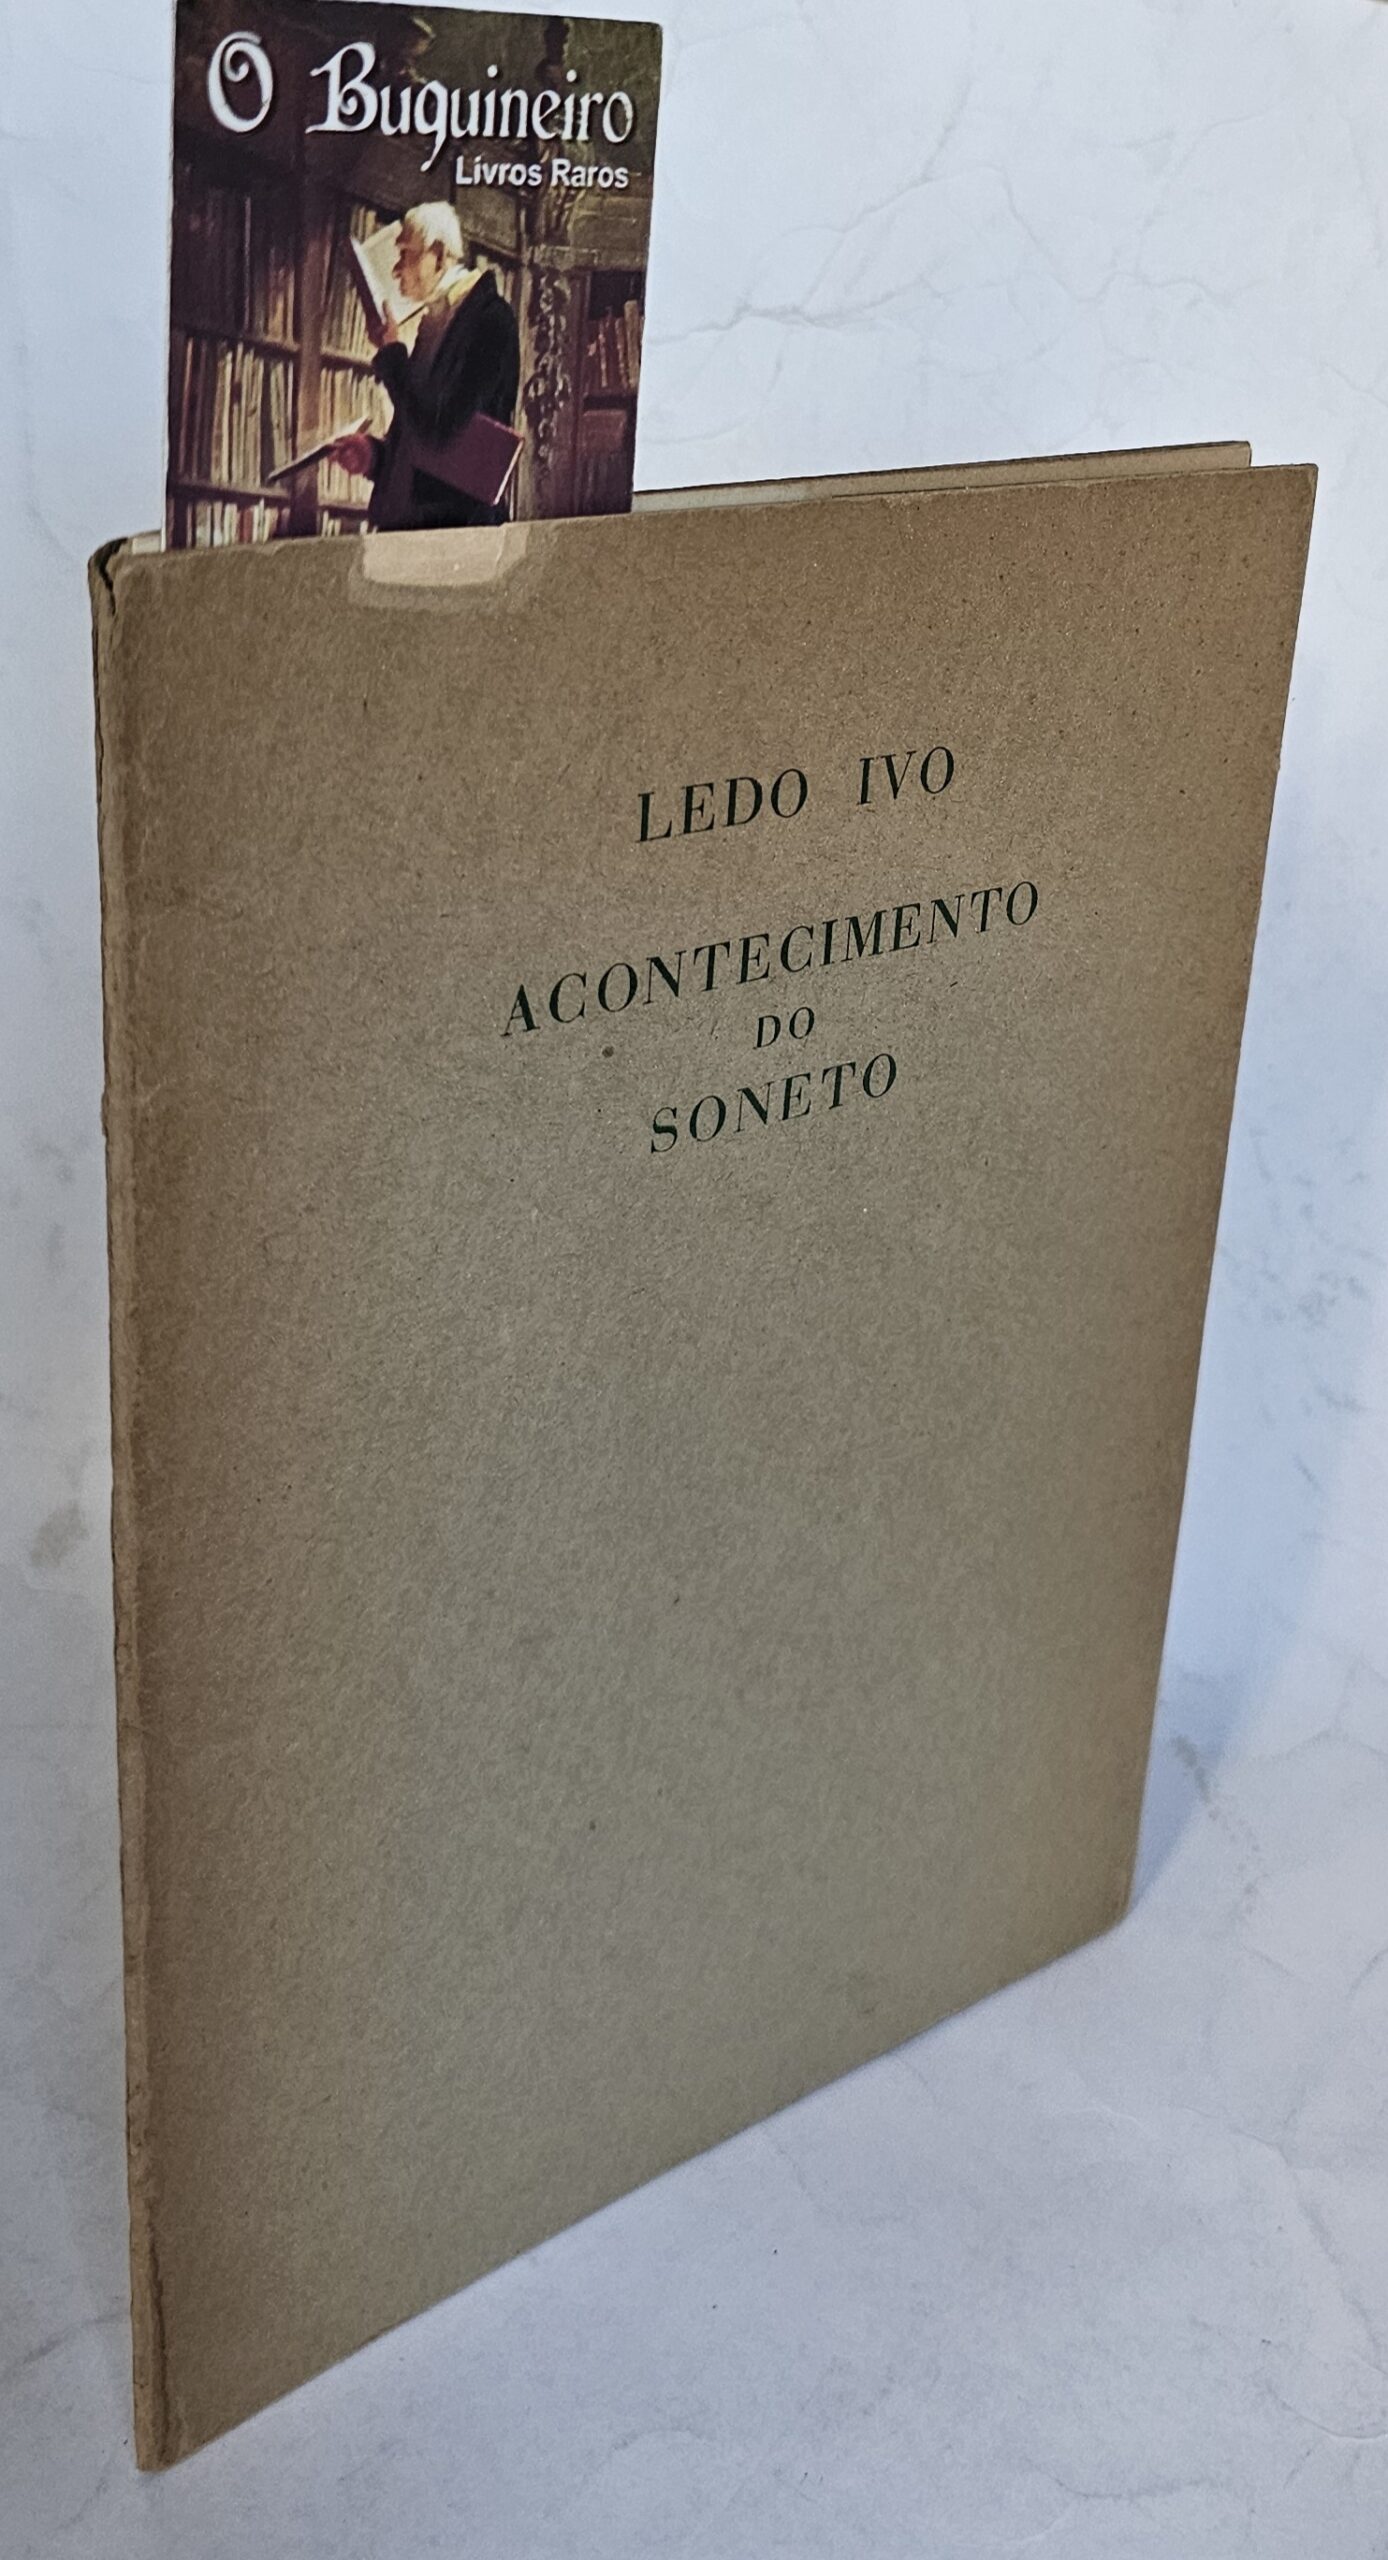 O Buquineiro
Livros Raros
LEDO IVO
ACONTECIMENTO
DO
SONETO